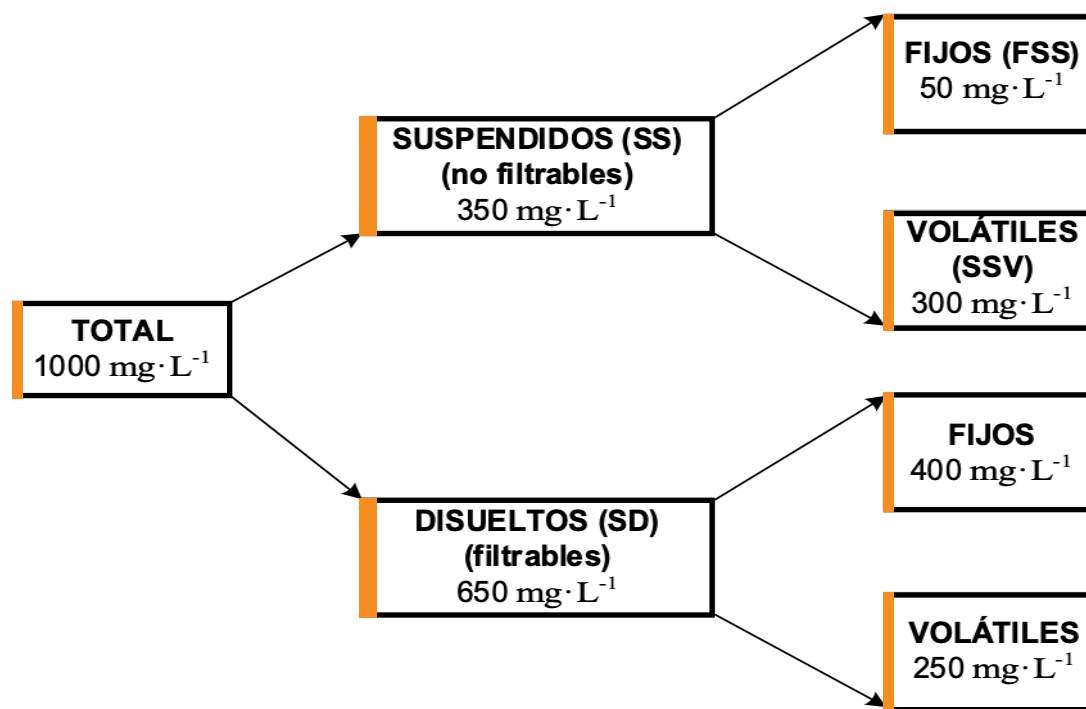 TOTAL
1000 mg·L⁻¹
SUSPENDIDOS (SS)
(no filtrables)
350 mg·L⁻¹
FIJOS (FSS)
50 mg·L⁻¹
VOLÁTILES
(SSV)
300 mg·L⁻¹
DISUELTOS (SD)
(filtrables)
650 mg·L⁻¹
FIJOS
400 mg·L⁻¹
VOLÁTILES
250 mg·L⁻¹